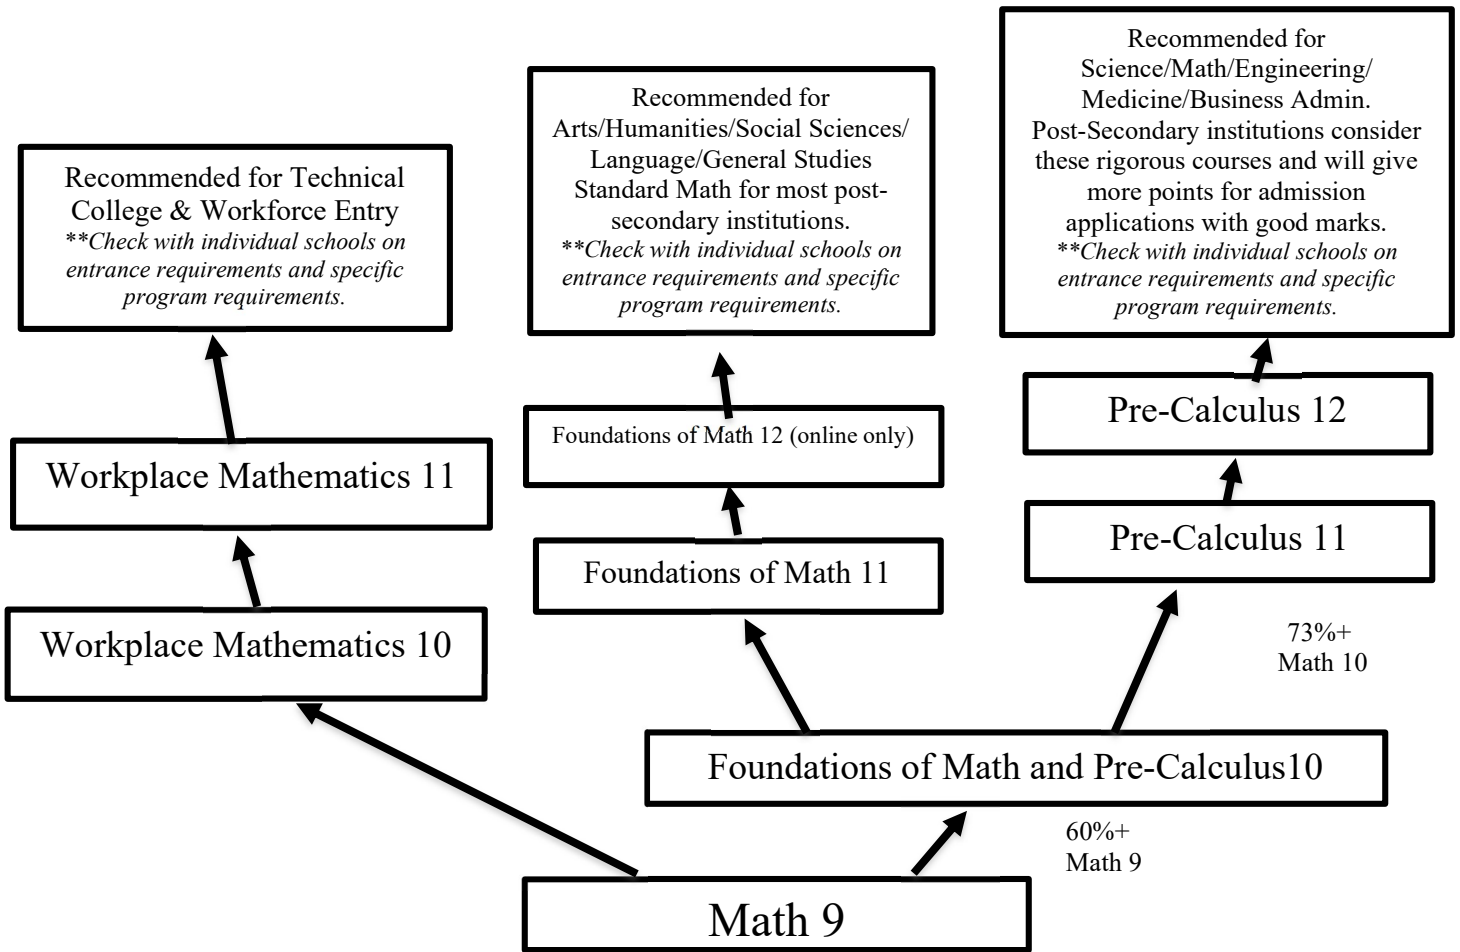 Recommended for
Science/Math/Engineering/
Medicine/Business Admin.
Post-Secondary institutions consider
these rigorous courses and will give
more points for admission
applications with good marks.
**Check with individual schools on
entrance requirements and specific
program requirements.
Recommended for
Arts/Humanities/Social Sciences/
Language/General Studies
Standard Math for most post-
secondary institutions.
**Check with individual schools on
entrance requirements and specific
program requirements.
Recommended for Technical
College & Workforce Entry
**Check with individual schools on
entrance requirements and specific
program requirements.
Pre-Calculus 12
Foundations of Math 12 (online only)
Workplace Mathematics 11
Pre-Calculus 11
Foundations of Math 11
Workplace Mathematics 10
73%+
Math 10
Foundations of Math and Pre-Calculus10
60%+
Math 9
Math 9